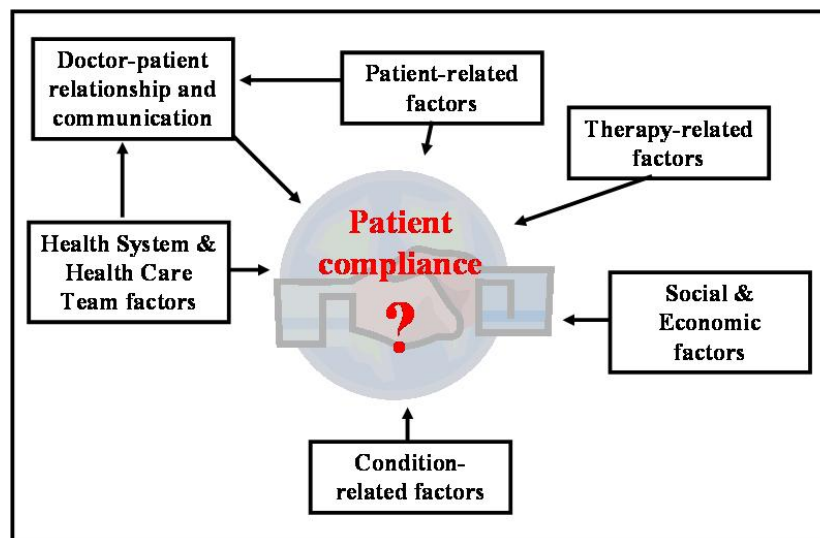 Doctor-patient
relationship and
communication
Patient-related
factors
Therapy-related
factors
Patient
compliance
?
Health System &
Health Care
Team factors
Social &
Economic
factors
Condition-
related factors